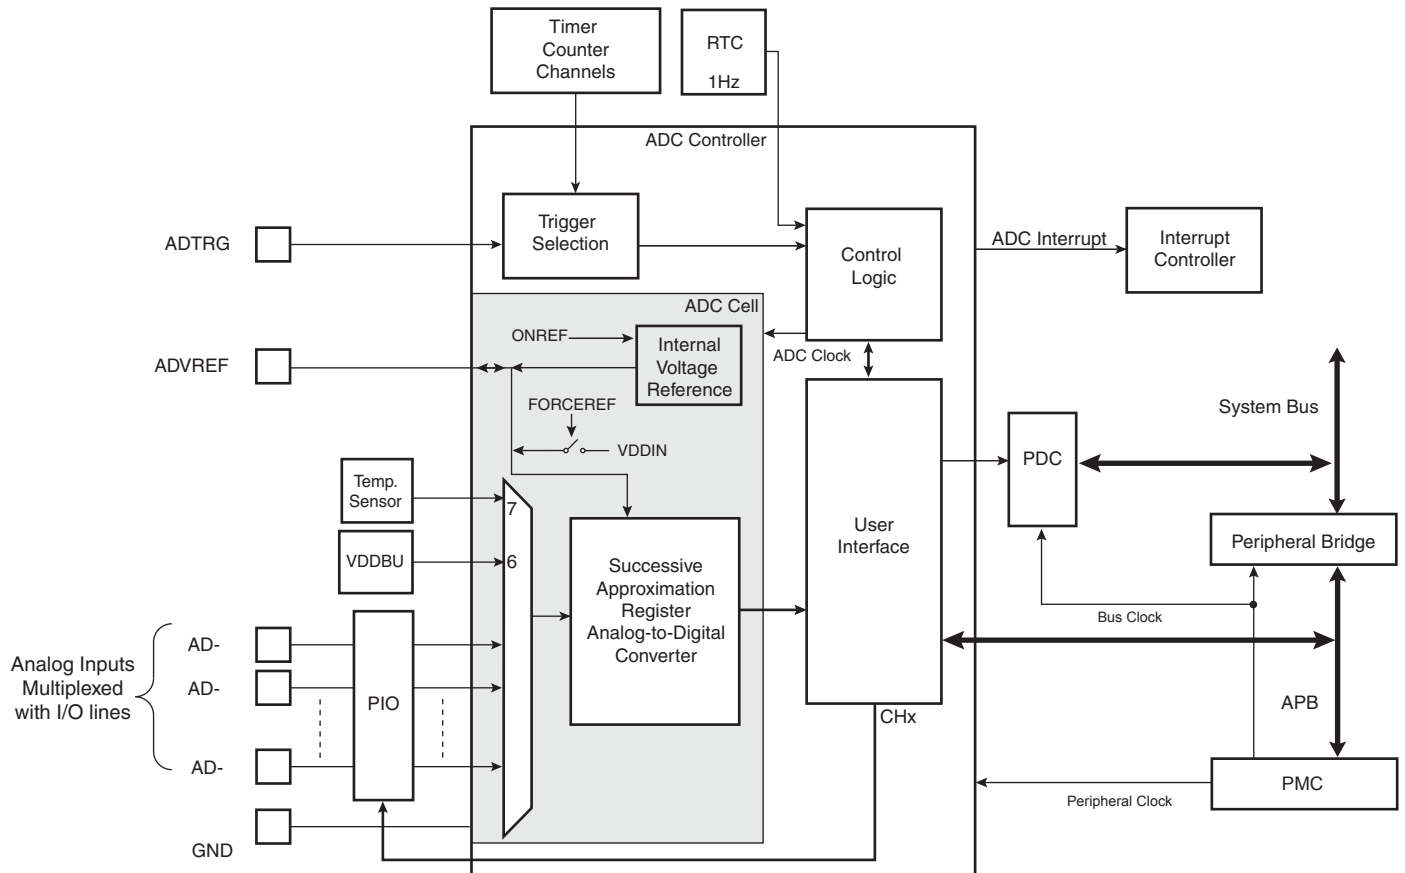 Timer
Counter
Channels
RTC
1Hz
ADC Controller
ADTRG
Trigger
Selection
Control
Logic
ADC Interrupt
Interrupt
Controller
ADC Cell
ONREF
Internal
Voltage
Reference
ADC Clock
ADVREF
FORCEREF
VDDIN
System Bus
PDC
Temp.
Sensor
7
VDDBU
6
User
Interface
Peripheral Bridge
Successive
Approximation
Register
Analog-to-Digital
Converter
Bus Clock
Analog Inputs
Multiplexed
with I/O lines
AD-
AD-
AD-
PIO
CHx
APB
PMC
Peripheral Clock
GND